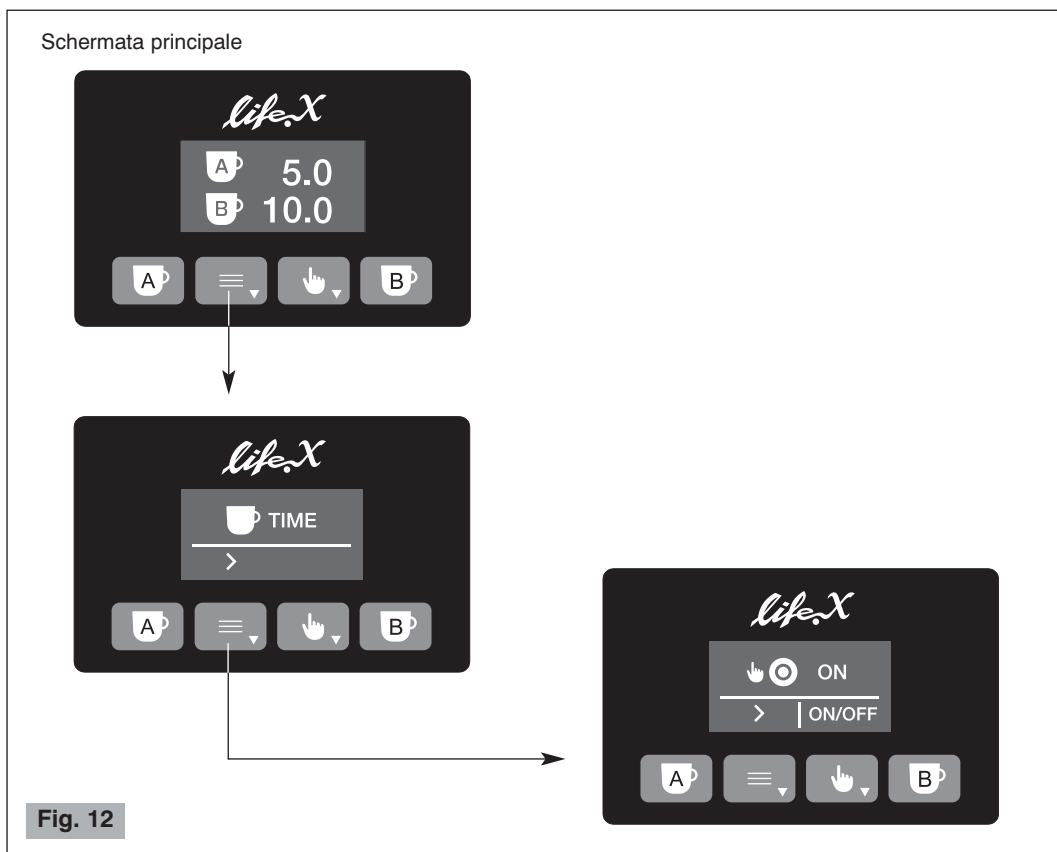 Schermata principale
life.X
A 5.0
B 10.0
A B
life.X
TIME
>
A B
life.X
ON
> ON/OFF
A B
Fig. 12